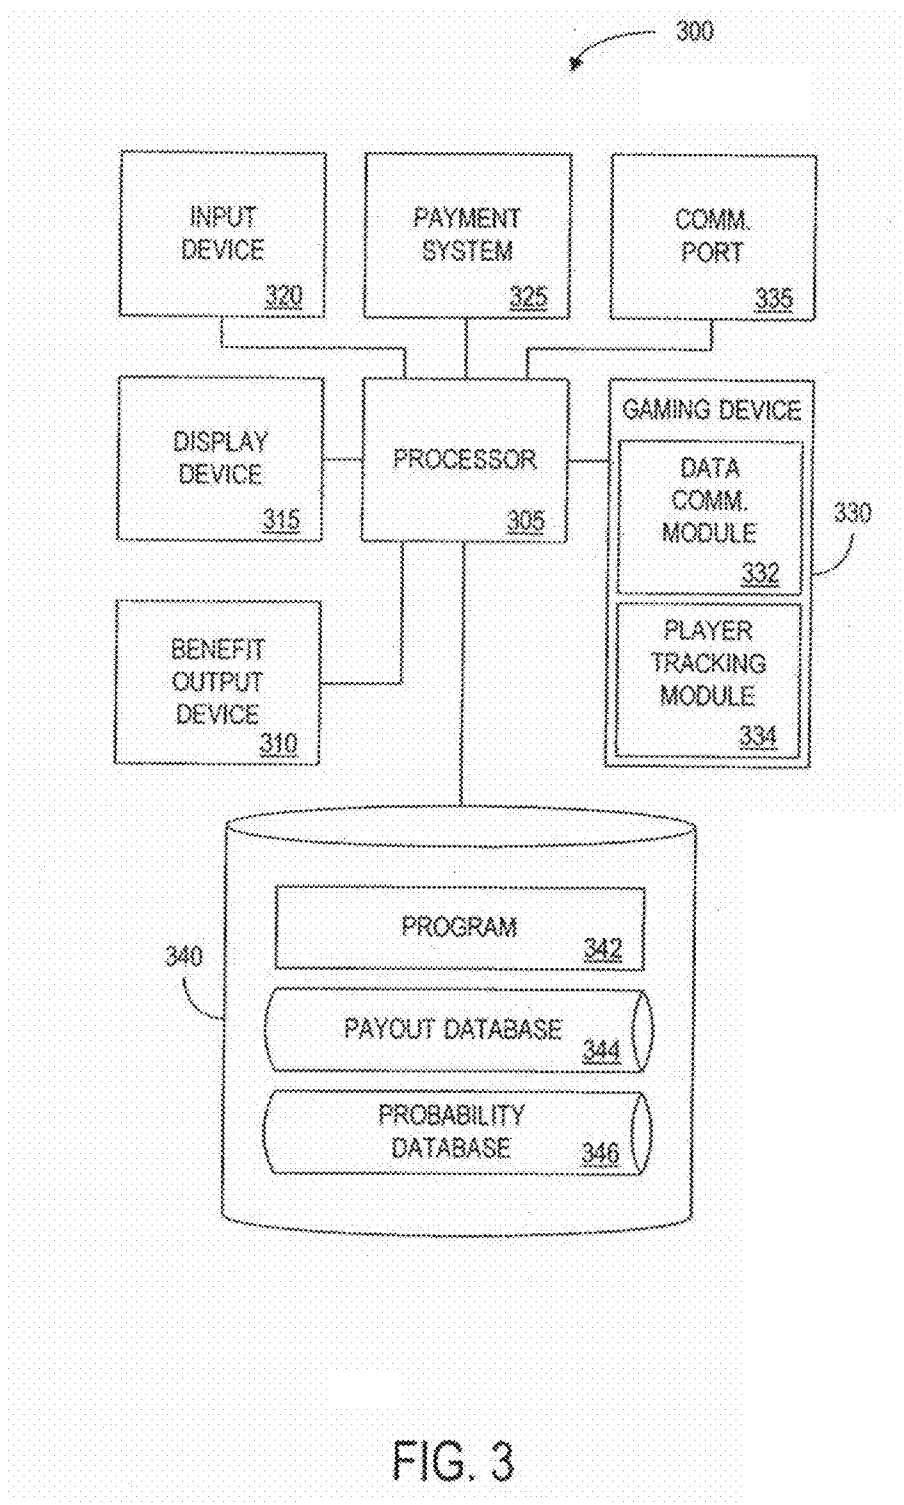 300
INPUT
DEVICE
320
PAYMENT
SYSTEM
325
COMM.
PORT
335
DISPLAY
DEVICE
315
PROCESSOR
305
GAMING DEVICE
DATA
COMM.
MODULE
332
330
PLAYER
TRACKING
MODULE
334
BENEFIT
OUTPUT
DEVICE
310
340
PROGRAM
342
PAYOUT DATABASE
344
PROBABILITY
DATABASE
346
FIG. 3